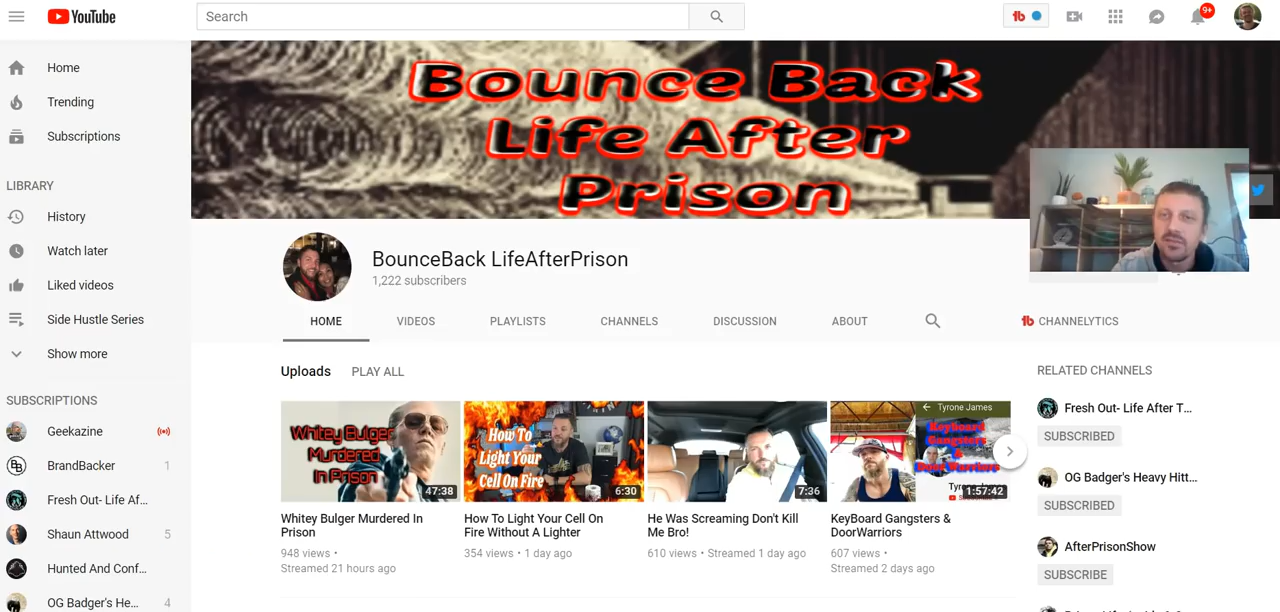 YouTube
Search
9+
Home
Trending
Subscriptions
LIBRARY
History
Watch later
Liked videos
Side Hustle Series
Show more
SUBSCRIPTIONS
Geekazine
BrandBacker 1
Fresh Out- Life Af...
Shaun Attwood 5
Hunted And Conf...
OG Badger's He... 4
Bounce Back
Life After
Prison
BounceBack LifeAfterPrison
1,222 subscribers
HOME VIDEOS PLAYLISTS CHANNELS DISCUSSION ABOUT CHANNELYTICS
Uploads PLAY ALL
Whitey Bulger
Murdered
In Prison
47:38
Whitey Bulger Murdered In
Prison
948 views •
Streamed 21 hours ago
How To
Light Your
Cell On Fire
6:30
How To Light Your Cell On
Fire Without A Lighter
354 views • 1 day ago
7:36
He Was Screaming Don't Kill
Me Bro!
610 views • Streamed 1 day ago
Tyrone James
Keyboard
Gangsters
&
1:57:42
KeyBoard Gangsters &
DoorWarriors
607 views •
Streamed 2 days ago
RELATED CHANNELS
Fresh Out- Life After T...
SUBSCRIBED
OG Badger's Heavy Hitt...
SUBSCRIBED
AfterPrisonShow
SUBSCRIBE